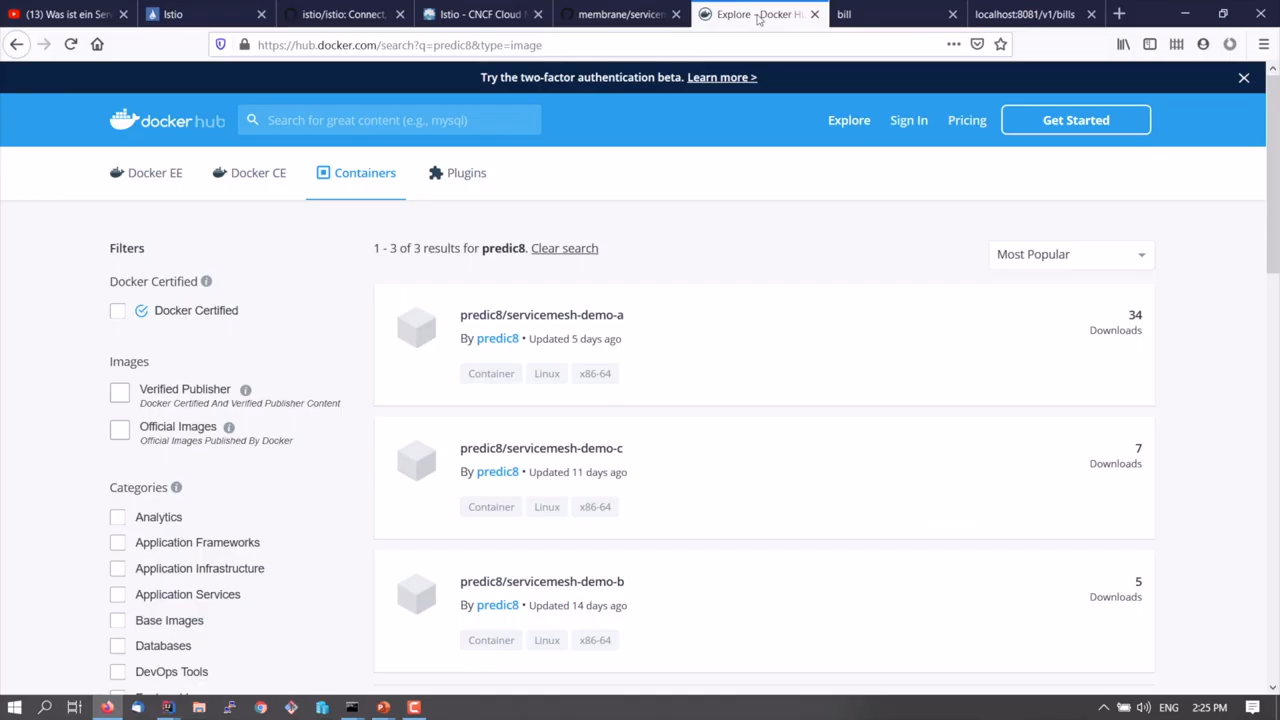 (13) Was ist ein Ser
Istio
istio/istio: Connect,
Istio - CNCF Cloud N
membrane/servicem
Explore - Docker Hu
bill
localhost:8081/v1/bills
https://hub.docker.com/search?q=predic8&type=image
Try the two-factor authentication beta. Learn more >
docker hub
Search for great content (e.g., mysql)
Explore
Sign In
Pricing
Get Started
Docker EE
Docker CE
Containers
Plugins
Filters
1 - 3 of 3 results for predic8. Clear search
Most Popular
Docker Certified
Docker Certified
Images
Verified Publisher
Docker Certified And Verified Publisher Content
Official Images
Official Images Published By Docker
Categories
Analytics
Application Frameworks
Application Infrastructure
Application Services
Base Images
Databases
DevOps Tools
predic8/servicemesh-demo-a
34
By predic8 • Updated 5 days ago
Downloads
Container
Linux
x86-64
predic8/servicemesh-demo-c
7
By predic8 • Updated 11 days ago
Downloads
Container
Linux
x86-64
predic8/servicemesh-demo-b
5
By predic8 • Updated 14 days ago
Downloads
Container
Linux
x86-64
ENG
2:25 PM